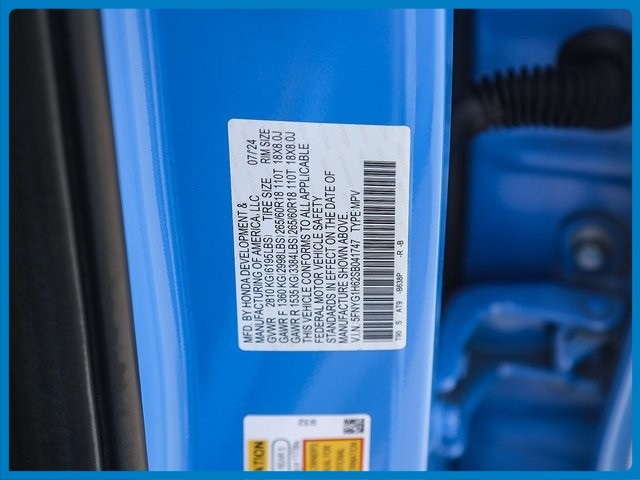 MFD. BY HONDA DEVELOPMENT &
MANUFACTURING OF AMERICA, LLC 07/24
GVWR 2810 KG(6195LBS) TIRE SIZE RIM SIZE
GAWR F 1360 KG(2998LBS) 265/60R18 110T 18X8.0J
GAWR R 1535 KG(3384LBS) 265/60R18 110T 18X8.0J
THIS VEHICLE CONFORMS TO ALL APPLICABLE
FEDERAL MOTOR VEHICLE SAFETY
STANDARDS IN EFFECT ON THE DATE OF
MANUFACTURE SHOWN ABOVE.
V.I.N. 5FNYG1H62SB041747 TYPE:MPV
T90 S AT9 -B638P -R -B